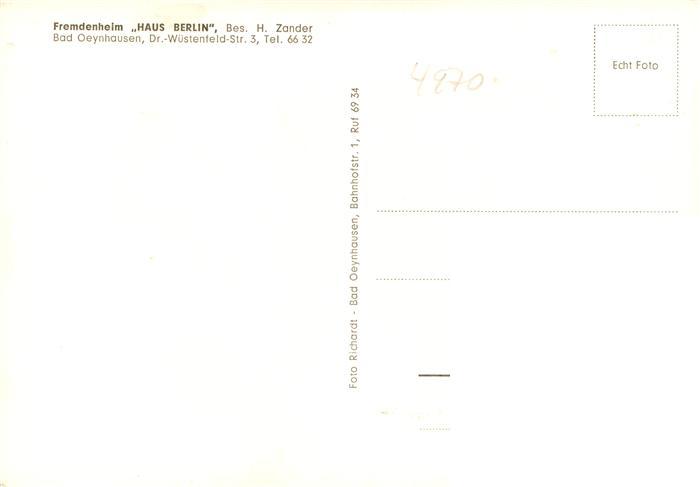 Fremdenheim „HAUS BERLIN“, Bes. H. Zander
Bad Oeynhausen, Dr.-Wüstenfeld-Str. 3, Tel. 66 32
4970
Echt Foto
Foto Richardt - Bad Oeynhausen, Bahnhofstr. 1, Ruf 69 34